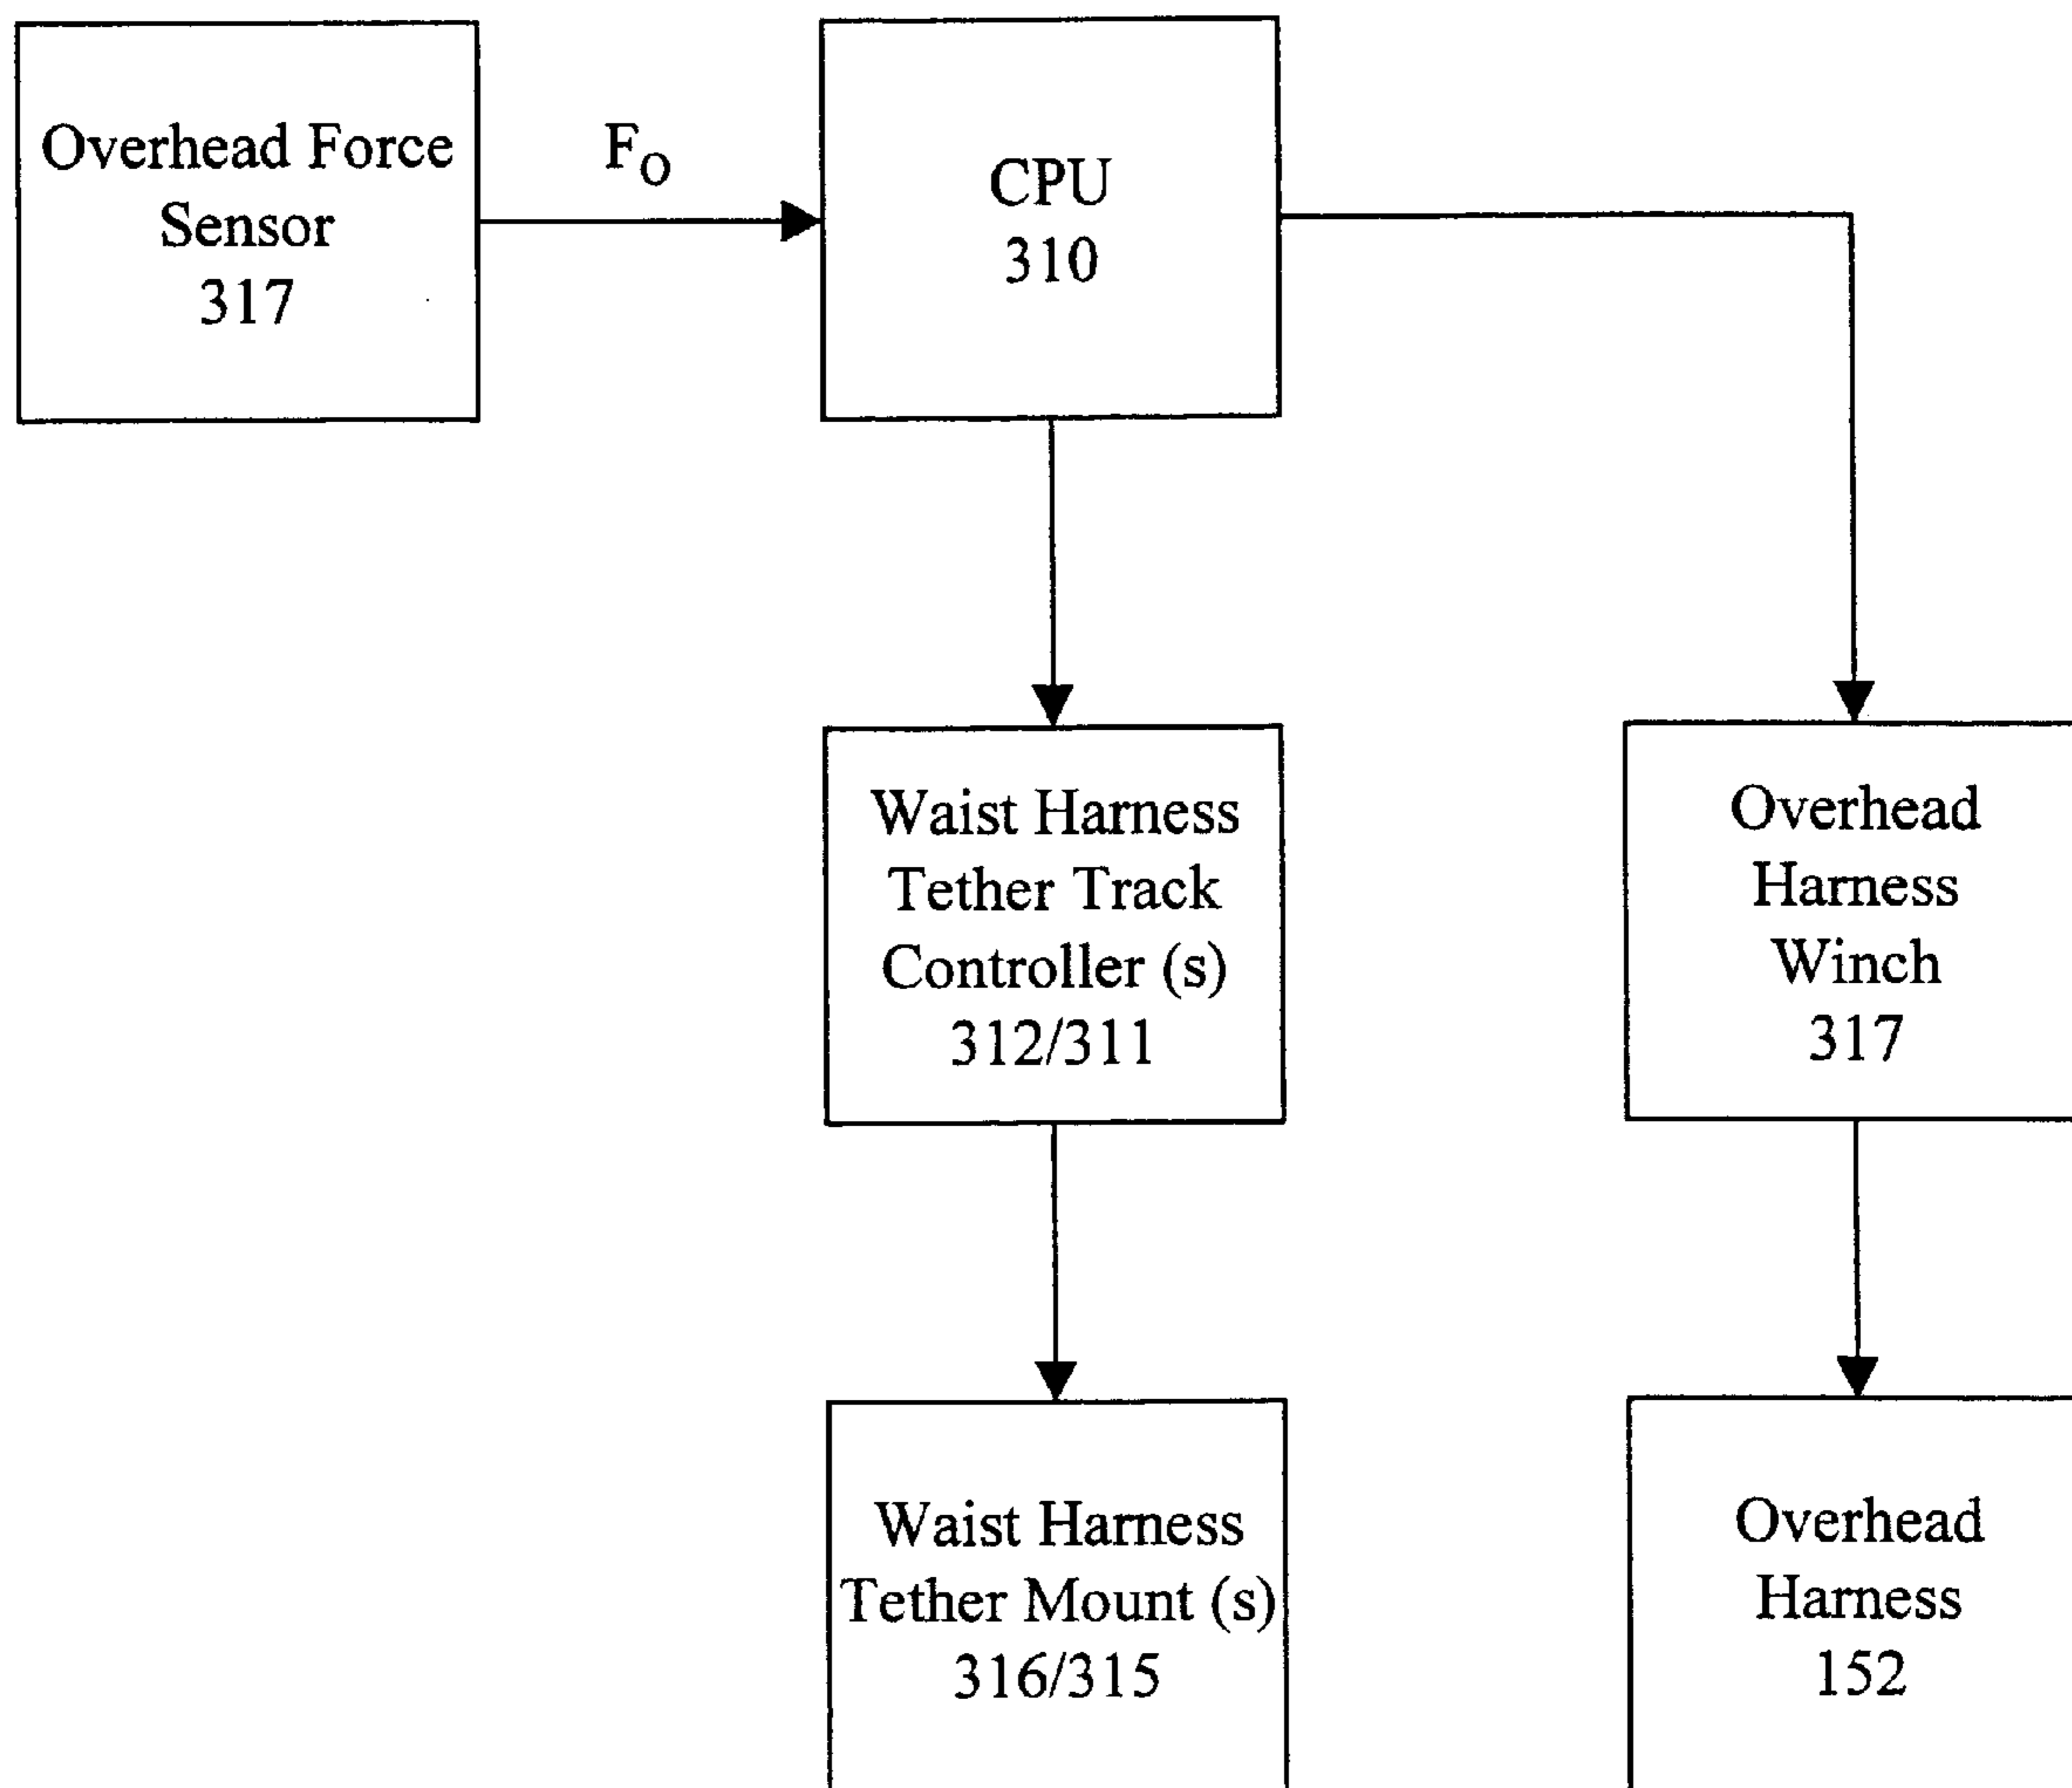 Overhead Force
Sensor
317
F_O
CPU
310
Waist Harness
Tether Track
Controller (s)
312/311
Overhead
Harness
Winch
317
Waist Harness
Tether Mount (s)
316/315
Overhead
Harness
152